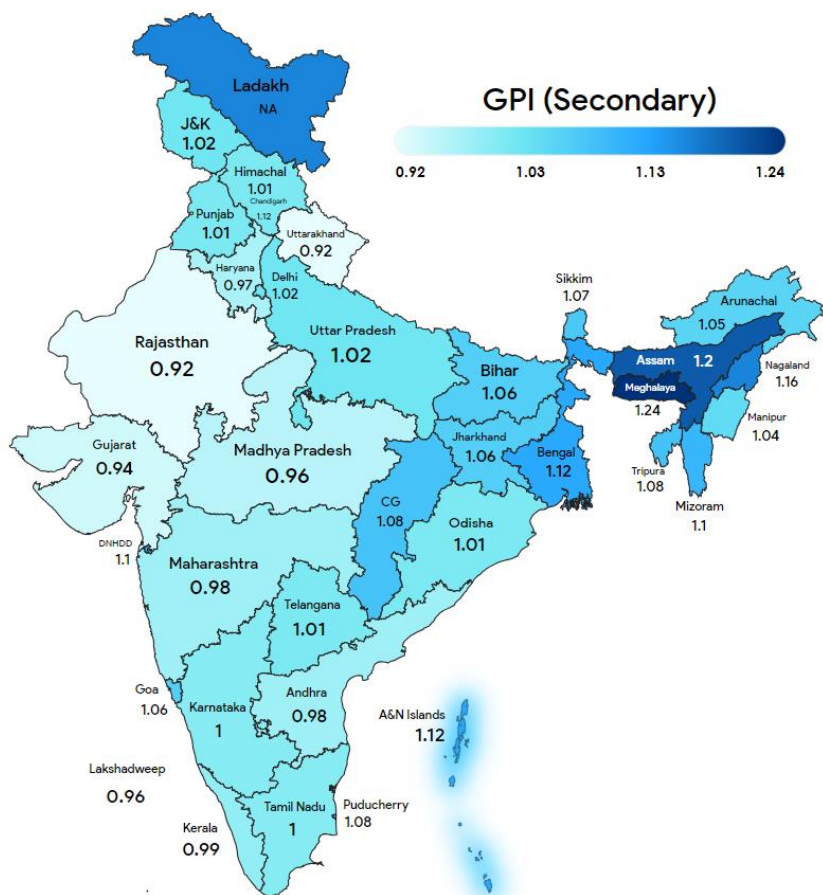 GPI (Secondary)
0.92
1.03
1.13
1.24
Ladakh
NA
J&K
1.02
Himachal
1.01
Chandigarh
1.12
Punjab
1.01
Uttarakhand
0.92
Haryana
0.97
Delhi
1.02
Rajasthan
0.92
Uttar Pradesh
1.02
Sikkim
1.07
Arunachal
1.05
Assam 1.2
Nagaland
1.16
Meghalaya
1.24
Manipur
1.04
Tripura
1.08
Mizoram
1.1
Bihar
1.06
Jharkhand
1.06
Bengal
1.12
Gujarat
0.94
Madhya Pradesh
0.96
CG
1.08
Odisha
1.01
DNHDD
1.1
Maharashtra
0.98
Telangana
1.01
Goa
1.06
Karnataka
1
Andhra
0.98
A&N Islands
1.12
Lakshadweep
0.96
Kerala
0.99
Tamil Nadu
1
Puducherry
1.08